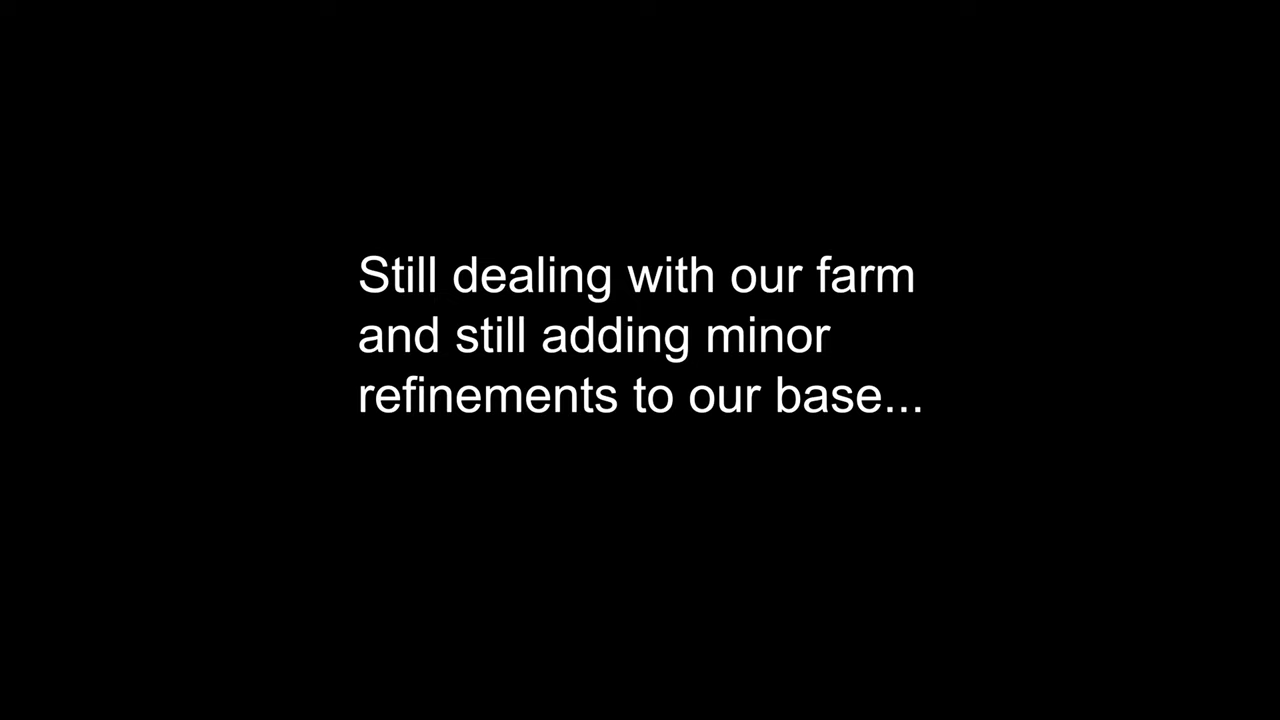 Still dealing with our farm
and still adding minor
refinements to our base...